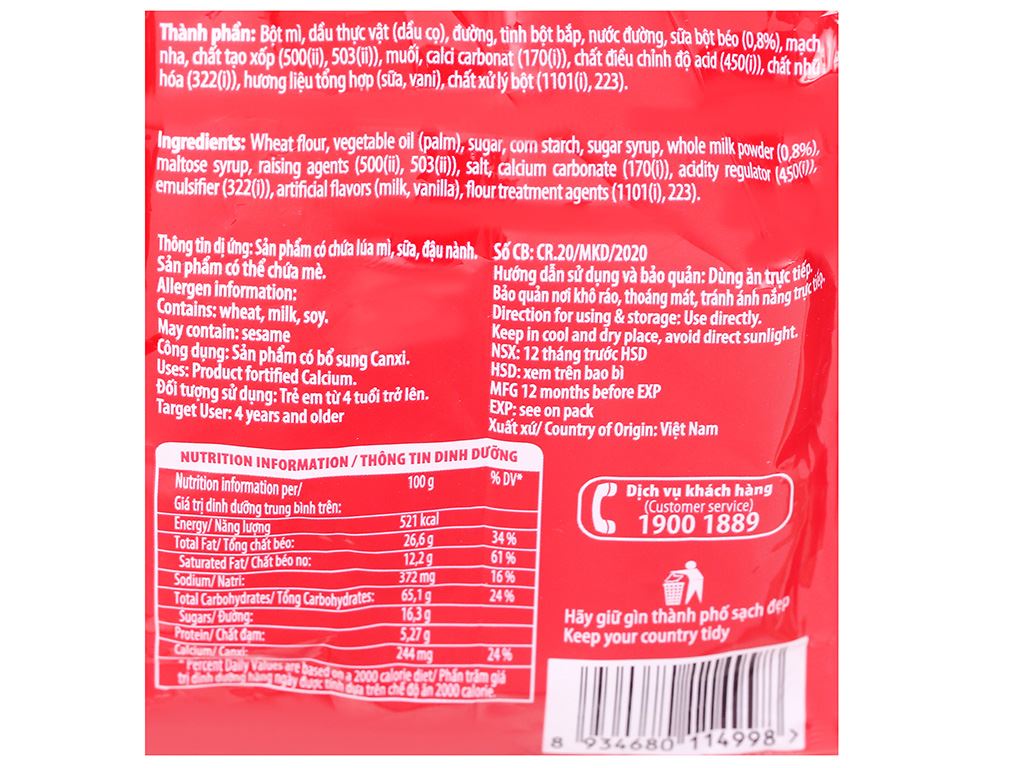 Thành phần: Bột mì, dầu thực vật (dầu cọ), đường, tinh bột bắp, nước đường, sữa bột béo (0,8%), mạch
nha, chất tạo xốp (500(ii), 503(ii)), muối, calci carbonat (170(i)), chất điều chỉnh độ acid (450(i)), chất nhũ
hóa (322(i)), hương liệu tổng hợp (sữa, vani), chất xử lý bột (1101(i), 223).
Ingredients: Wheat flour, vegetable oil (palm), sugar, corn starch, sugar syrup, whole milk powder (0,8%),
maltose syrup, raising agents (500(ii), 503(ii)), salt, calcium carbonate (170(i)), acidity regulator (450(i)),
emulsifier (322(i)), artificial flavors (milk, vanilla), flour treatment agents (1101(i), 223).
Thông tin dị ứng: Sản phẩm có chứa lúa mì, sữa, đậu nành.
Sản phẩm có thể chứa mè.
Allergen information:
Contains: wheat, milk, soy.
May contain: sesame
Công dụng: Sản phẩm có bổ sung Canxi.
Uses: Product fortified Calcium.
Đối tượng sử dụng: Trẻ em từ 4 tuổi trở lên.
Target User: 4 years and older
Số CB: CR.20/MKD/2020
Hướng dẫn sử dụng và bảo quản: Dùng ăn trực tiếp.
Bảo quản nơi khô ráo, thoáng mát, tránh ánh nắng trực tiếp.
Direction for using & storage: Use directly.
Keep in cool and dry place, avoid direct sunlight.
NSX: 12 tháng trước HSD
HSD: xem trên bao bì
MFG 12 months before EXP
EXP: see on pack
Xuất xứ/ Country of Origin: Việt Nam
NUTRITION INFORMATION / THÔNG TIN DINH DƯỠNG
Nutrition information per/ 100 g % DV*
Giá trị dinh dưỡng trung bình trên:
Energy/ Năng lượng 521 kcal
Total Fat/ Tổng chất béo: 26,6 g 34 %
Saturated Fat/ Chất béo no: 12,2 g 61 %
Sodium/ Natri: 372 mg 16 %
Total Carbohydrates/ Tổng Carbohydrates: 65,1 g 24 %
Sugars/ Đường: 16,3 g
Protein/ Chất đạm: 5,27 g
Calcium/ Canxi: 244 mg 24 %
* Percent Daily Values are based on a 2000 calorie diet/ Phần trăm giá
trị dinh dưỡng hàng ngày được tính dựa trên chế độ ăn 2000 calorie.
Dịch vụ khách hàng
(Customer service)
1900 1889
Hãy giữ gìn thành phố sạch đẹp
Keep your country tidy
8 934680 114998 >